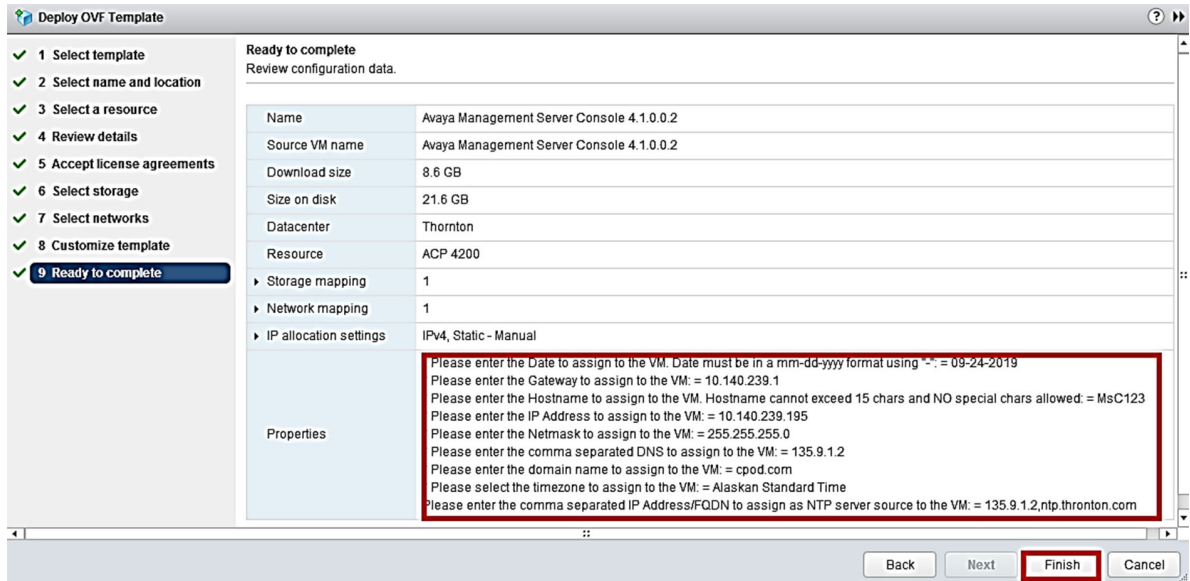 Deploy OVF Template
1 Select template
2 Select name and location
3 Select a resource
4 Review details
5 Accept license agreements
6 Select storage
7 Select networks
8 Customize template
9 Ready to complete
Ready to complete
Review configuration data.
Name Avaya Management Server Console 4.1.0.0.2
Source VM name Avaya Management Server Console 4.1.0.0.2
Download size 8.6 GB
Size on disk 21.6 GB
Datacenter Thornton
Resource ACP 4200
Storage mapping 1
Network mapping 1
IP allocation settings IPv4, Static - Manual
Properties
Please enter the Date to assign to the VM. Date must be in a mm-dd-yyyy format using "-": = 09-24-2019
Please enter the Gateway to assign to the VM: = 10.140.239.1
Please enter the Hostname to assign to the VM. Hostname cannot exceed 15 chars and NO special chars allowed: = MsC123
Please enter the IP Address to assign to the VM: = 10.140.239.195
Please enter the Netmask to assign to the VM: = 255.255.255.0
Please enter the comma separated DNS to assign to the VM: = 135.9.1.2
Please enter the domain name to assign to the VM: = cpod.com
Please select the timezone to assign to the VM: = Alaskan Standard Time
Please enter the comma separated IP Address/FQDN to assign as NTP server source to the VM: = 135.9.1.2,ntp.thronton.com
Back Next Finish Cancel